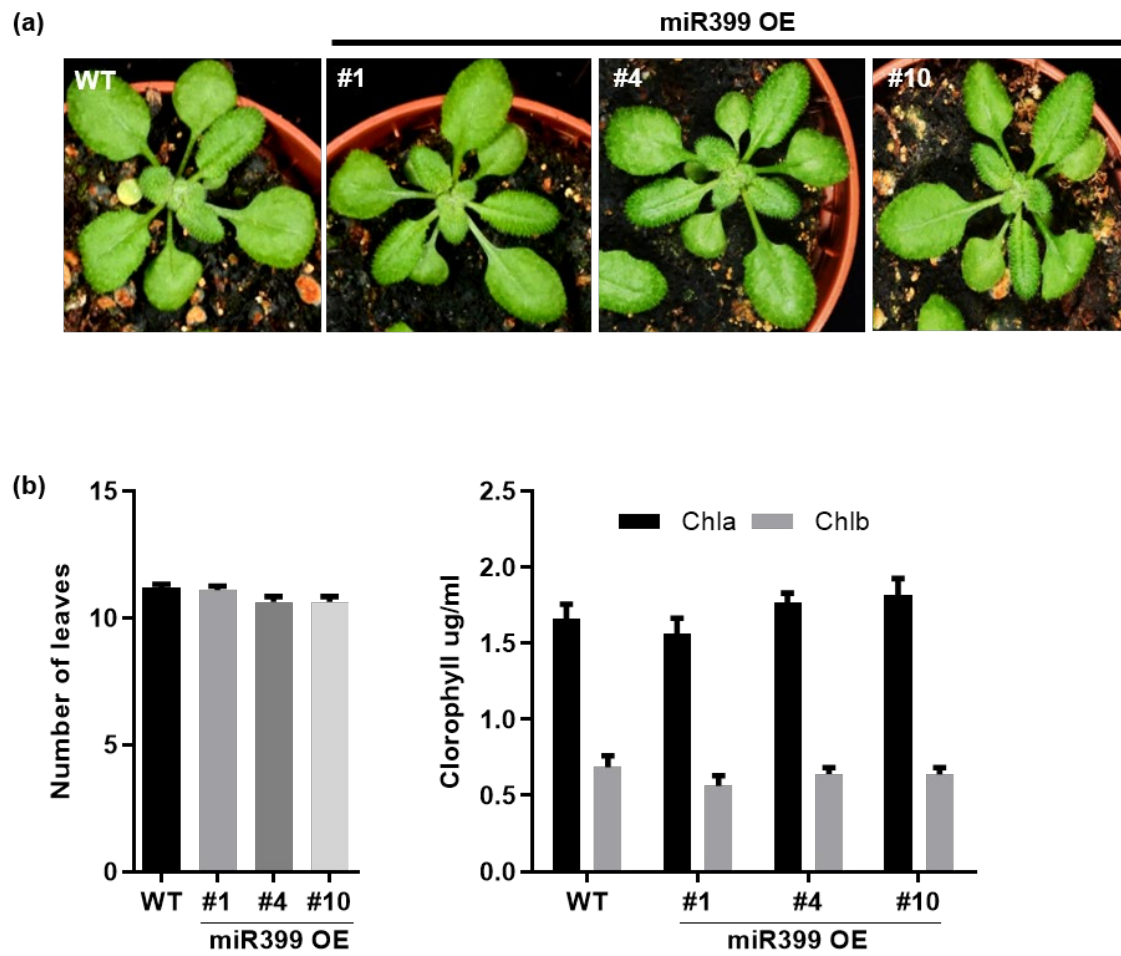 (a)
miR399 OE
WT
#1
#4
#10
(b)
Number of leaves
15
10
5
0
WT #1 #4 #10
miR399 OE
Clorophyll ug/ml
2.5
2.0
1.5
1.0
0.5
0.0
Chla Chlb
WT #1 #4 #10
miR399 OE